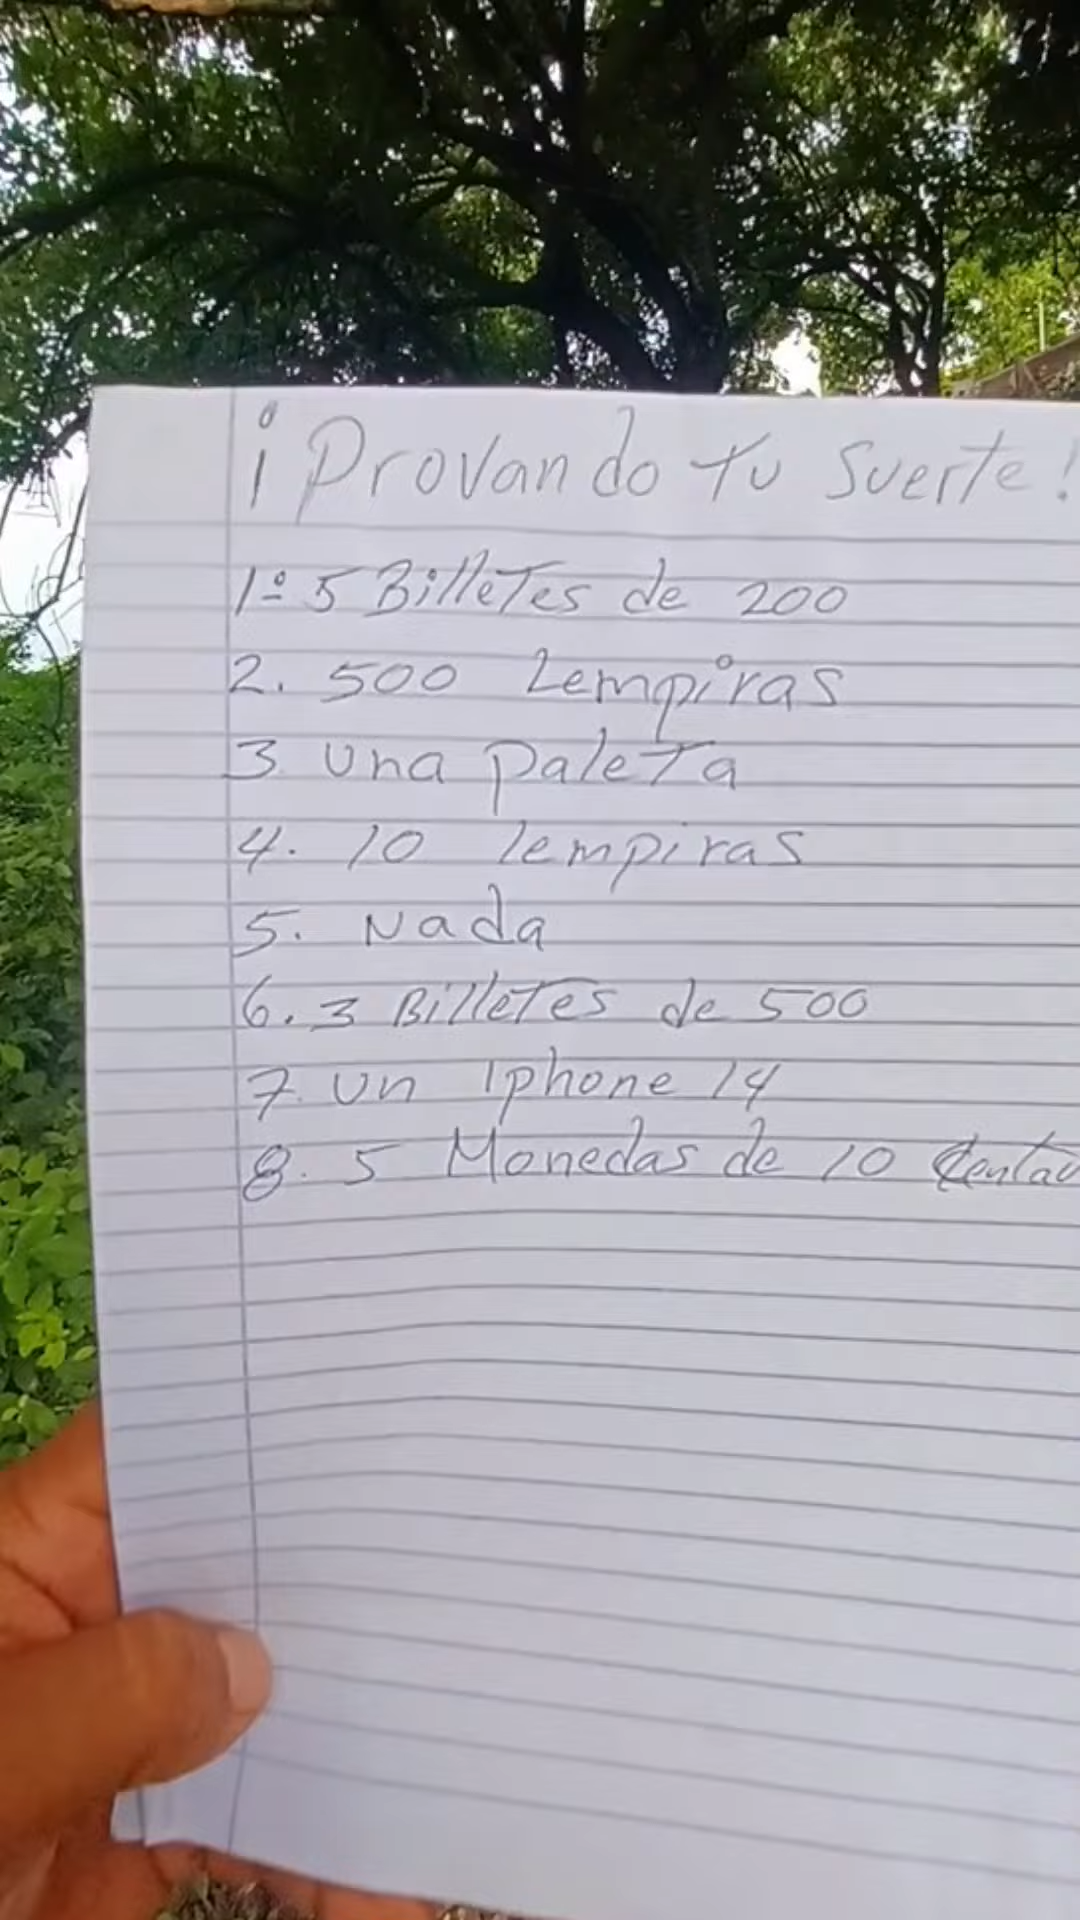 ¡Provando tu suerte!
1º 5 Billetes de 200
2. 500 Lempiras
3. Una paleta
4. 10 lempiras
5. Nada
6. 3 Billetes de 500
7. Un Iphone 14
8. 5 Monedas de 10 Centav